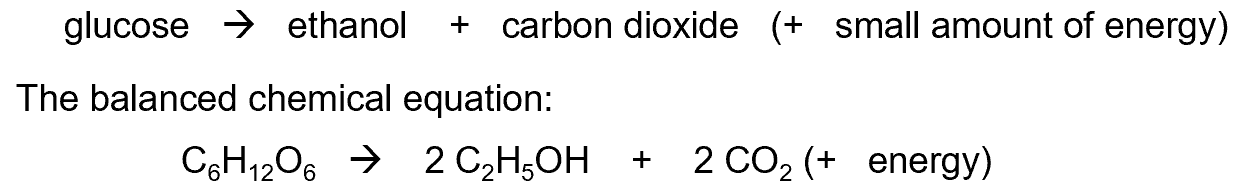 glucose → ethanol + carbon dioxide (+ small amount of energy)
The balanced chemical equation:
C₆H₁₂O₆ → 2 C₂H₅OH + 2 CO₂ (+ energy)